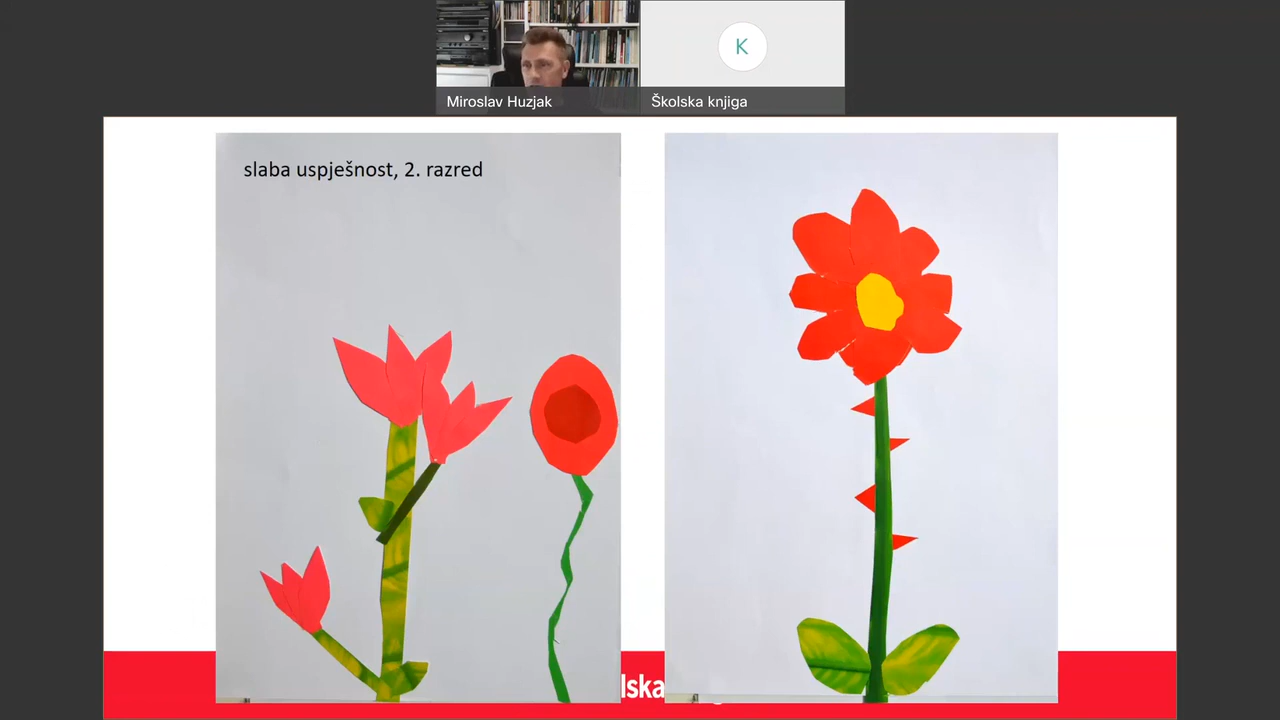 K
Miroslav Huzjak
Školska knjiga
slaba uspješnost, 2. razred
lska